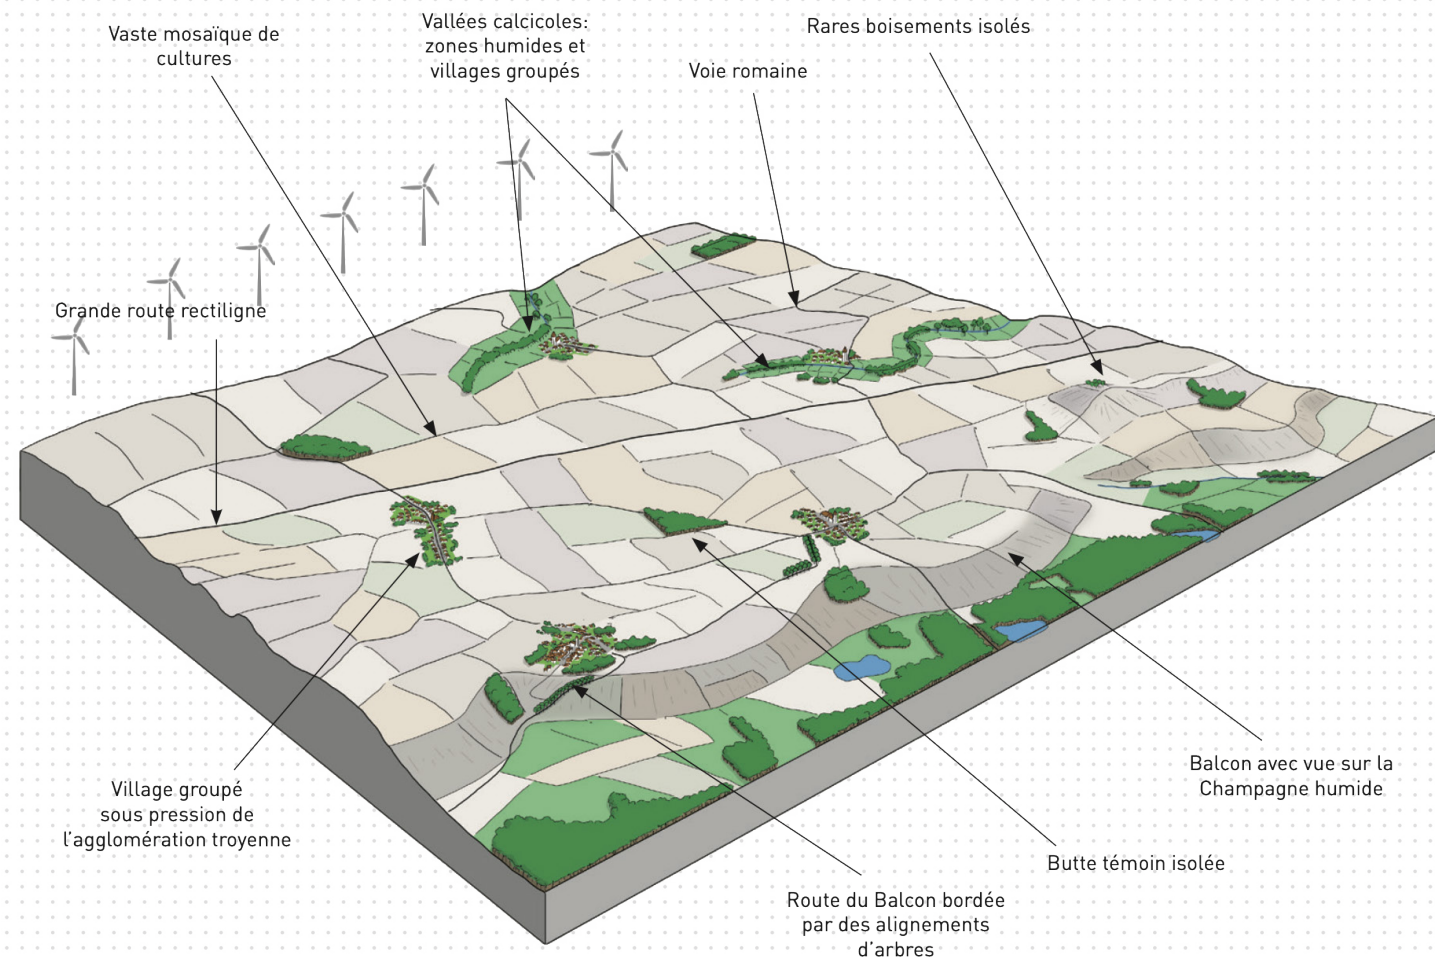 Vaste mosaïque de
cultures
Vallées calcicoles:
zones humides et
villages groupés
Voie romaine
Rares boisements isolés
Grande route rectiligne
Village groupé
sous pression de
l’agglomération troyenne
Balcon avec vue sur la
Champagne humide
Butte témoin isolée
Route du Balcon bordée
par des alignements
d’arbres